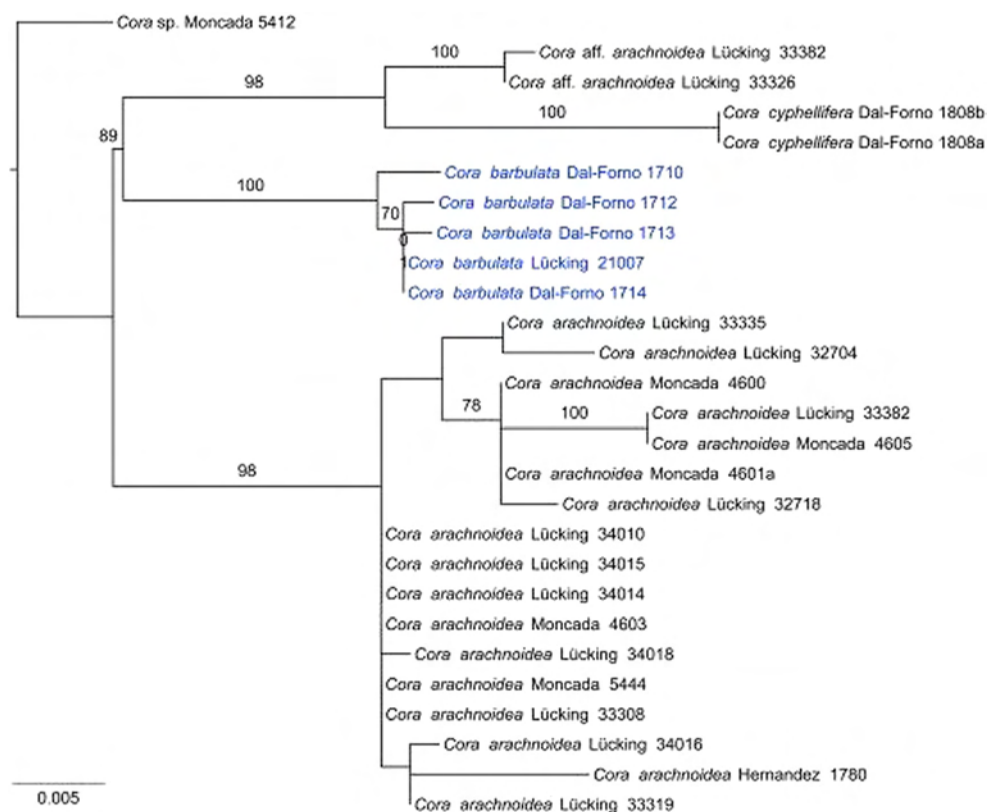 Cora sp. Moncada 5412
100
Cora aff. arachnoidea Lücking 33382
98
Cora aff. arachnoidea Lücking 33326
100
Cora cyphellifera Dal-Forno 1808b
89
Cora cyphellifera Dal-Forno 1808a
Cora barbulata Dal-Forno 1710
100
Cora barbulata Dal-Forno 1712
70
Cora barbulata Dal-Forno 1713
0
Cora barbulata Lücking 21007
Cora barbulata Dal-Forno 1714
Cora arachnoidea Lücking 33335
Cora arachnoidea Lücking 32704
Cora arachnoidea Moncada 4600
78
100
Cora arachnoidea Lücking 33382
Cora arachnoidea Moncada 4605
98
Cora arachnoidea Moncada 4601a
Cora arachnoidea Lücking 32718
Cora arachnoidea Lücking 34010
Cora arachnoidea Lücking 34015
Cora arachnoidea Lücking 34014
Cora arachnoidea Moncada 4603
Cora arachnoidea Lücking 34018
Cora arachnoidea Moncada 5444
Cora arachnoidea Lücking 33308
Cora arachnoidea Lücking 34016
Cora arachnoidea Hernandez 1780
0.005
Cora arachnoidea Lücking 33319